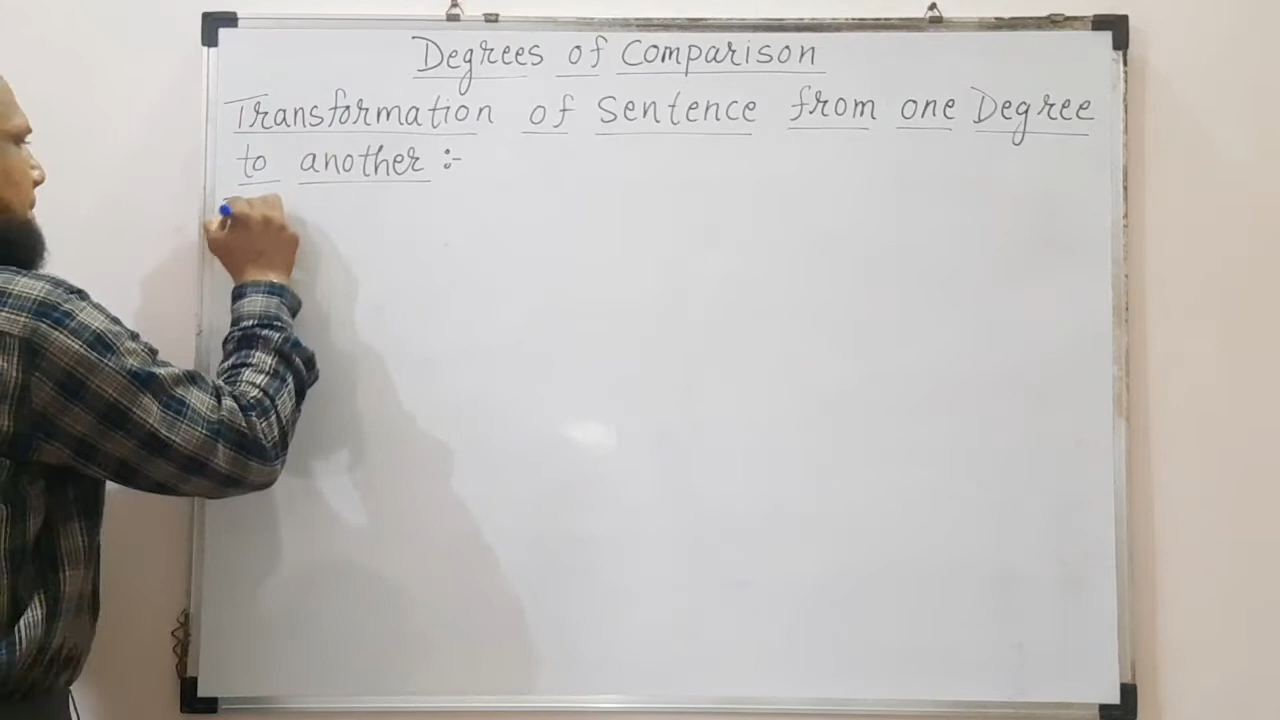 Degrees of Comparison
Transformation of Sentence from one Degree
to another :-